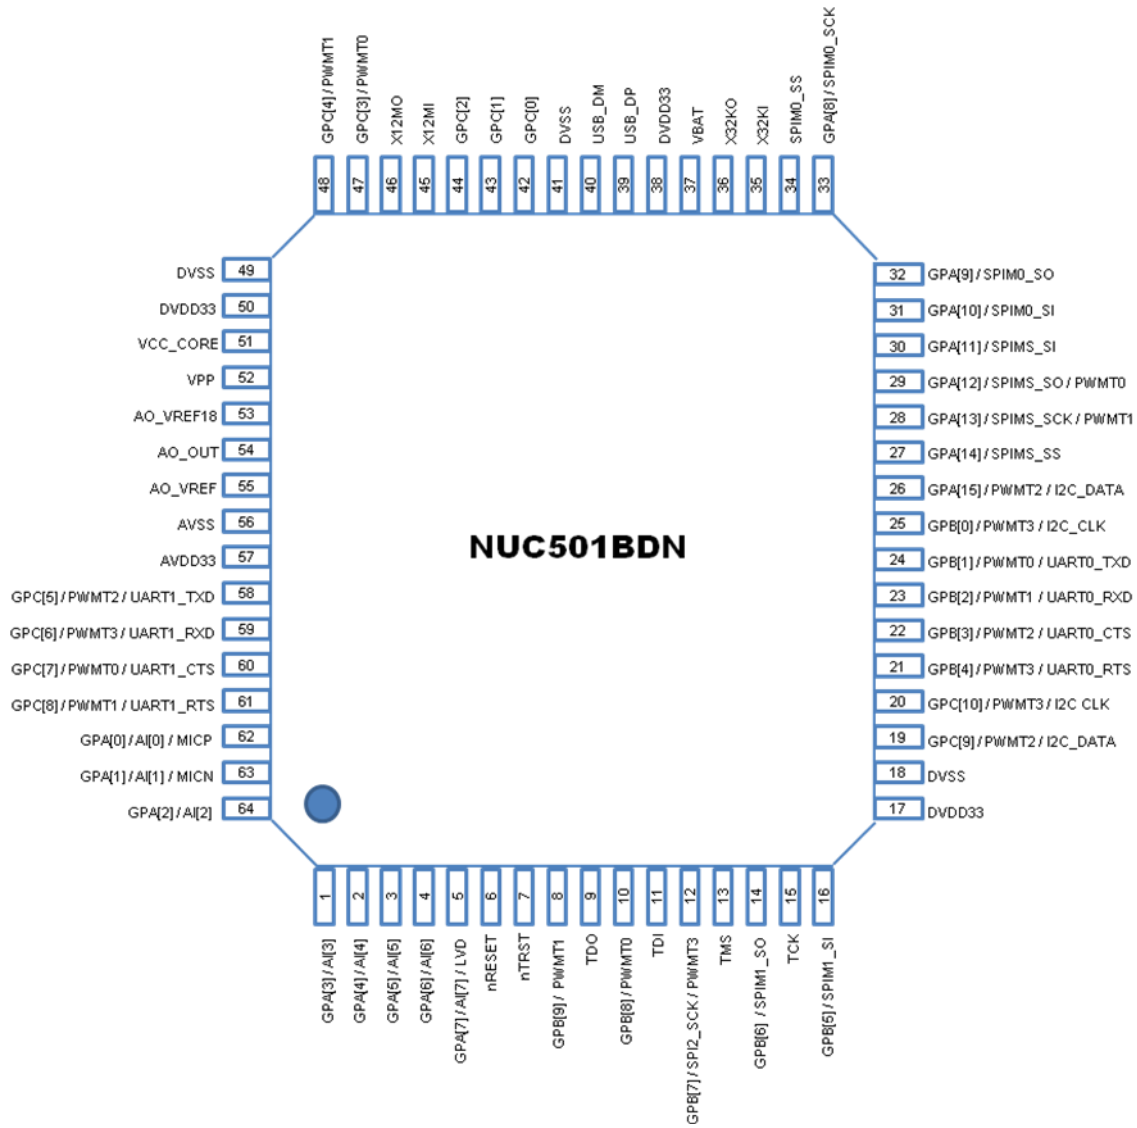 GPC[4] / PWMT1
GPC[3] / PWMT0
X12MO
X12MI
GPC[2]
GPC[1]
GPC[0]
DVSS
USB_DM
USB_DP
DVDD33
VBAT
X32KO
X32KI
SPIM0_SS
GPA[8] / SPIM0_SCK
48
47
46
45
44
43
42
41
40
39
38
37
36
35
34
33
DVSS 49
DVDD33 50
VCC_CORE 51
VPP 52
AO_VREF18 53
AO_OUT 54
AO_VREF 55
AVSS 56
AVDD33 57
GPC[5] / PWMT2 / UART1_TXD 58
GPC[6] / PWMT3 / UART1_RXD 59
GPC[7] / PWMT0 / UART1_CTS 60
GPC[8] / PWMT1 / UART1_RTS 61
GPA[0] / AI[0] / MICP 62
GPA[1] / AI[1] / MICN 63
GPA[2] / AI[2] 64
NUC501BDN
32 GPA[9] / SPIM0_SO
31 GPA[10] / SPIM0_SI
30 GPA[11] / SPIMS_SI
29 GPA[12] / SPIMS_SO / PWMT0
28 GPA[13] / SPIMS_SCK / PWMT1
27 GPA[14] / SPIMS_SS
26 GPA[15] / PWMT2 / I2C_DATA
25 GPB[0] / PWMT3 / I2C_CLK
24 GPB[1] / PWMT0 / UART0_TXD
23 GPB[2] / PWMT1 / UART0_RXD
22 GPB[3] / PWMT2 / UART0_CTS
21 GPB[4] / PWMT3 / UART0_RTS
20 GPC[10] / PWMT3 / I2C CLK
19 GPC[9] / PWMT2 / I2C_DATA
18 DVSS
17 DVDD33
1
2
3
4
5
6
7
8
9
10
11
12
13
14
15
16
GPA[3] / AI[3]
GPA[4] / AI[4]
GPA[5] / AI[5]
GPA[6] / AI[6]
GPA[7] / AI[7] / LVD
nRESET
nTRST
GPB[9] / PWMT1
TDO
GPB[8] / PWMT0
TDI
GPB[7] / SPI2_SCK / PWMT3
TMS
GPB[6] / SPIM1_SO
TCK
GPB[5] / SPIM1_SI